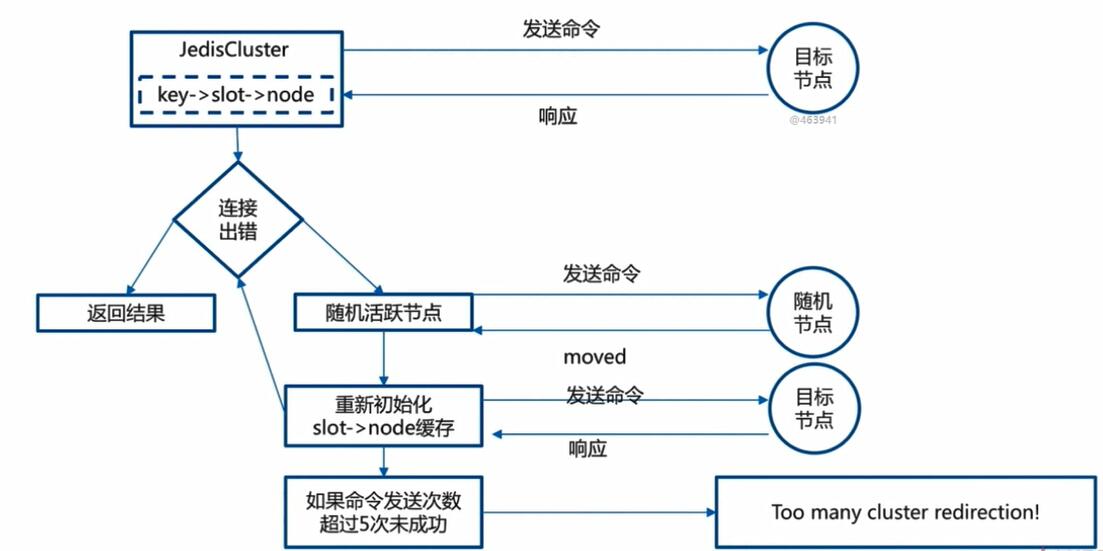 发送命令
JedisCluster
key->slot->node
目标
节点
响应
@463941
连接
出错
返回结果
随机活跃节点
发送命令
随机
节点
moved
重新初始化
slot->node缓存
发送命令
目标
节点
响应
如果命令发送次数
超过5次未成功
Too many cluster redirection!